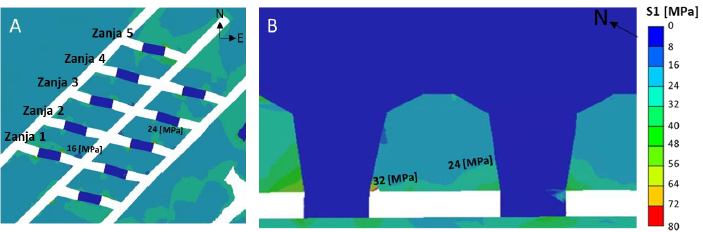 A
N
E
Zanja 5
Zanja 4
Zanja 3
Zanja 2
Zanja 1
24 [MPa]
16 [MPa]
B
N
32 [MPa]
24 [MPa]
S1 [MPa]
0
8
16
24
32
40
48
56
64
72
80